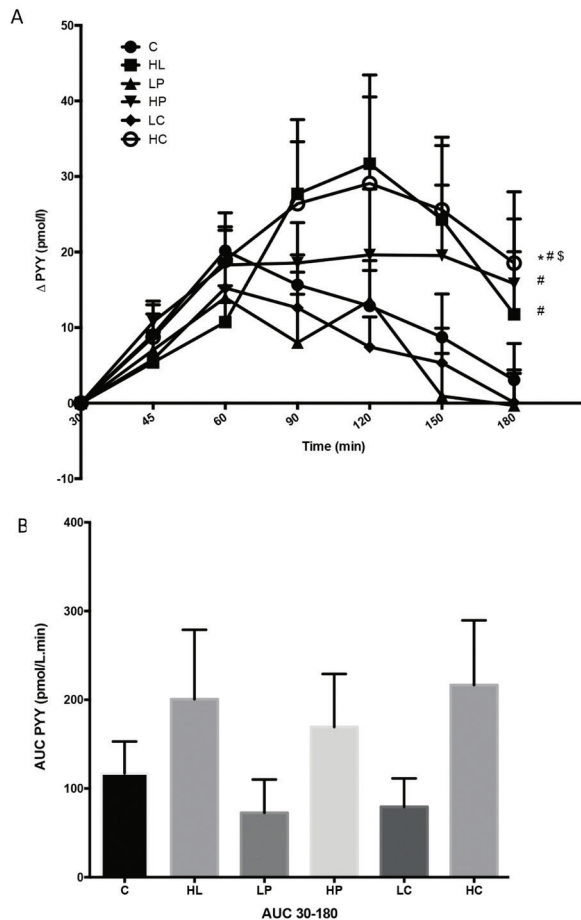 A
50
40
30
20
10
0
-10
Δ PYY (pmol/l)
C
HL
LP
HP
LC
HC
* # $
#
#
30 45 60 90 120 150 180
Time (min)
B
400
300
200
100
0
AUC PYY (pmol/L.min)
C HL LP HP LC HC
AUC 30-180